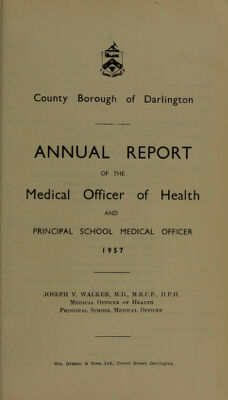 County Borough of Darlington
ANNUAL REPORT
OF THE
Medical Officer of Health
AND
PRINCIPAL SCHOOL MEDICAL OFFICER
1957
JOSEPH V. WALKER, M.D., M.R.C.P., D.P.H.
Medical Officer of Health
Principal School Medical Officer
Wm. Dresser & Sons, Ltd., Crown Street, Darlington.